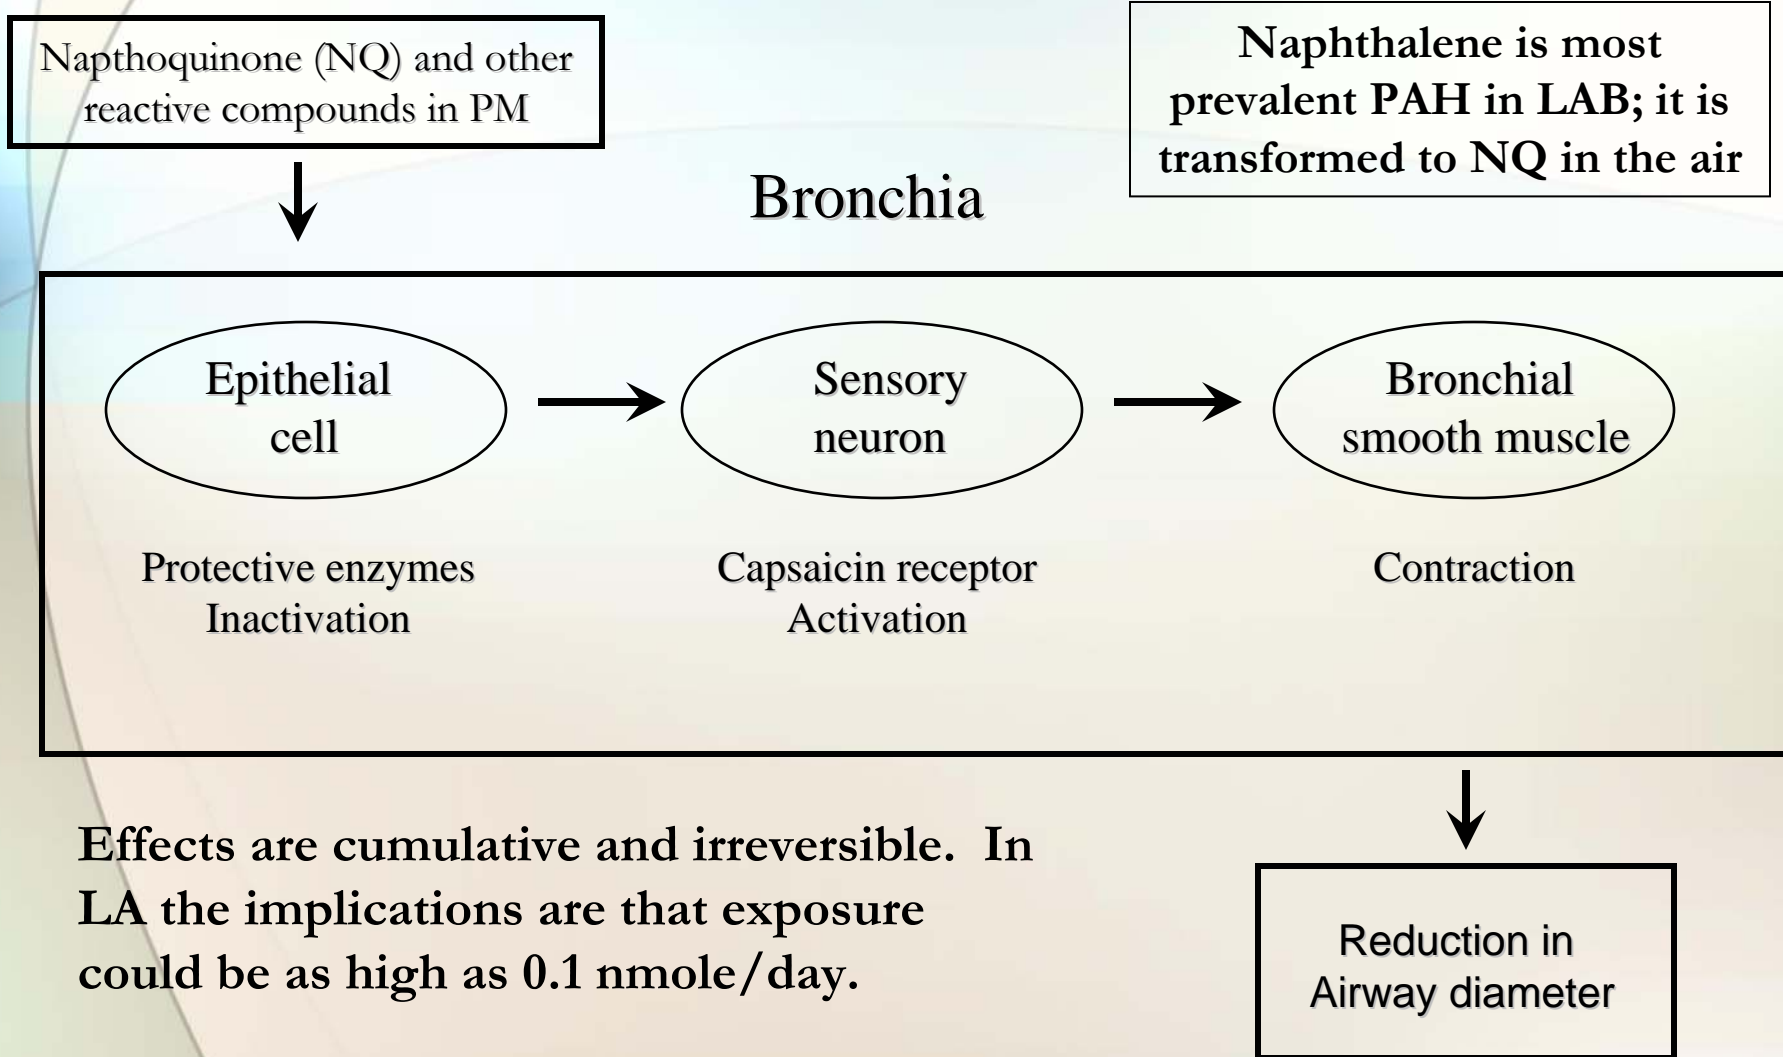 Napthoquinone (NQ) and other
reactive compounds in PM
Naphthalene is most
prevalent PAH in LAB; it is
transformed to NQ in the air
Bronchia
Epithelial
cell
Sensory
neuron
Bronchial
smooth muscle
Protective enzymes
Inactivation
Capsaicin receptor
Activation
Contraction
Effects are cumulative and irreversible. In
LA the implications are that exposure
could be as high as 0.1 nmole/day.
Reduction in
Airway diameter